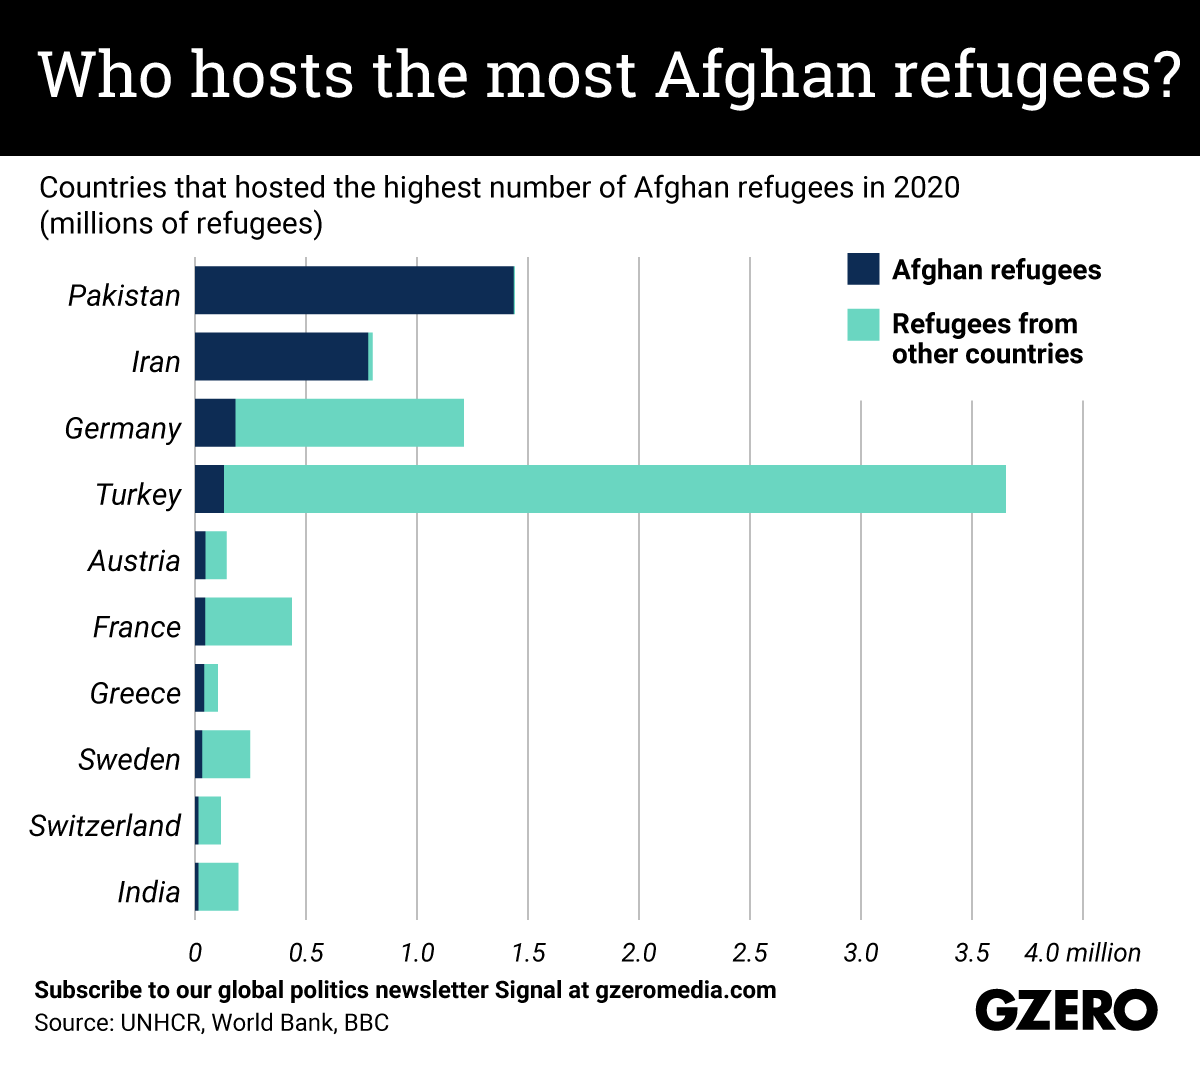 Who hosts the most Afghan refugees?
Countries that hosted the highest number of Afghan refugees in 2020
(millions of refugees)
Afghan refugees
Refugees from
other countries
Pakistan
Iran
Germany
Turkey
Austria
France
Greece
Sweden
Switzerland
India
0 0.5 1.0 1.5 2.0 2.5 3.0 3.5 4.0 million
Subscribe to our global politics newsletter Signal at gzeromedia.com
Source: UNHCR, World Bank, BBC
GZERO